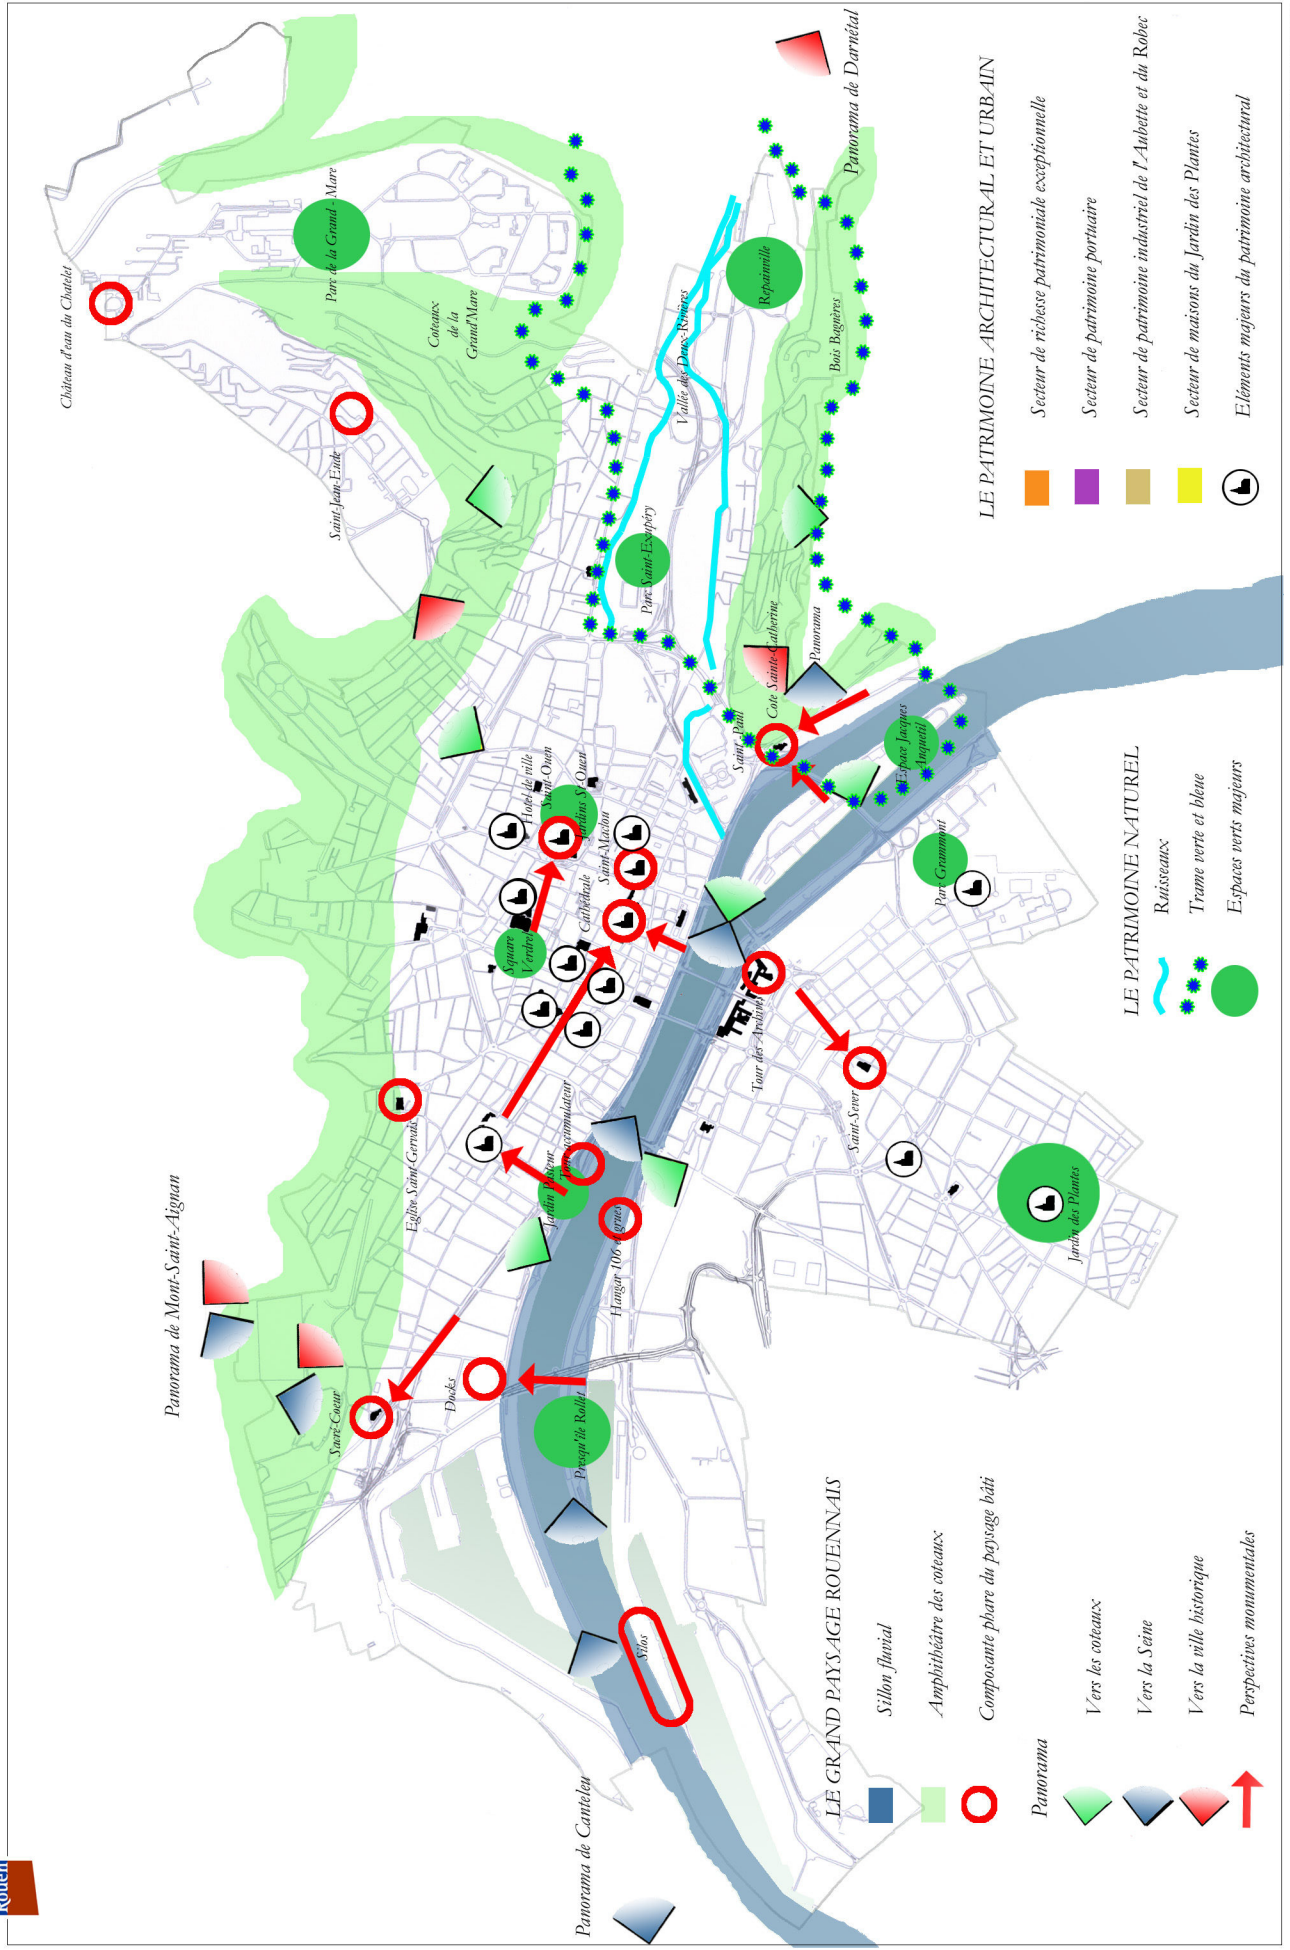 Rouen
Château d'eau du Chatelet
Parc de la Grand - Mare
Saint-Jean-Eude
Coteaux
de la
Grand'Mare
Panorama de Darnétal
Vallée des Deux-Rivières
Repainville
Bois Bagnères
Parc Saint-Exupéry
Panorama de Mont-Saint-Aignan
Eglise Saint-Gervais
Sacré-Coeur
Hotel de ville
Saint-Ouen
Jardins St-Ouen
Saint-Maclou
Cathédrale
Square
Verdrel
Saint-Paul
Cote Sainte-Catherine
Panorama
Espace Jacques
Anquetil
Parc Grammont
Tour des Archives
Saint-Sever
Jardin des Plantes
Jardin Pasteur
Tour accumulateur
Hangar 106 et grues
Docks
Presqu'île Rollet
Silos
Panorama de Canteleu
LE GRAND PAYSAGE ROUENNAIS
Sillon fluvial
Amphithéâtre des coteaux
Composante phare du paysage bâti
Panorama
Vers les coteaux
Vers la Seine
Vers la ville historique
Perspectives monumentales
LE PATRIMOINE NATUREL
Ruisseaux
Trame verte et bleue
Espaces verts majeurs
LE PATRIMOINE ARCHITECTURAL ET URBAIN
Secteur de richesse patrimoniale exceptionnelle
Secteur de patrimoine portuaire
Secteur de patrimoine industriel de l'Aubette et du Robec
Secteur de maisons du Jardin des Plantes
Eléments majeurs du patrimoine architectural